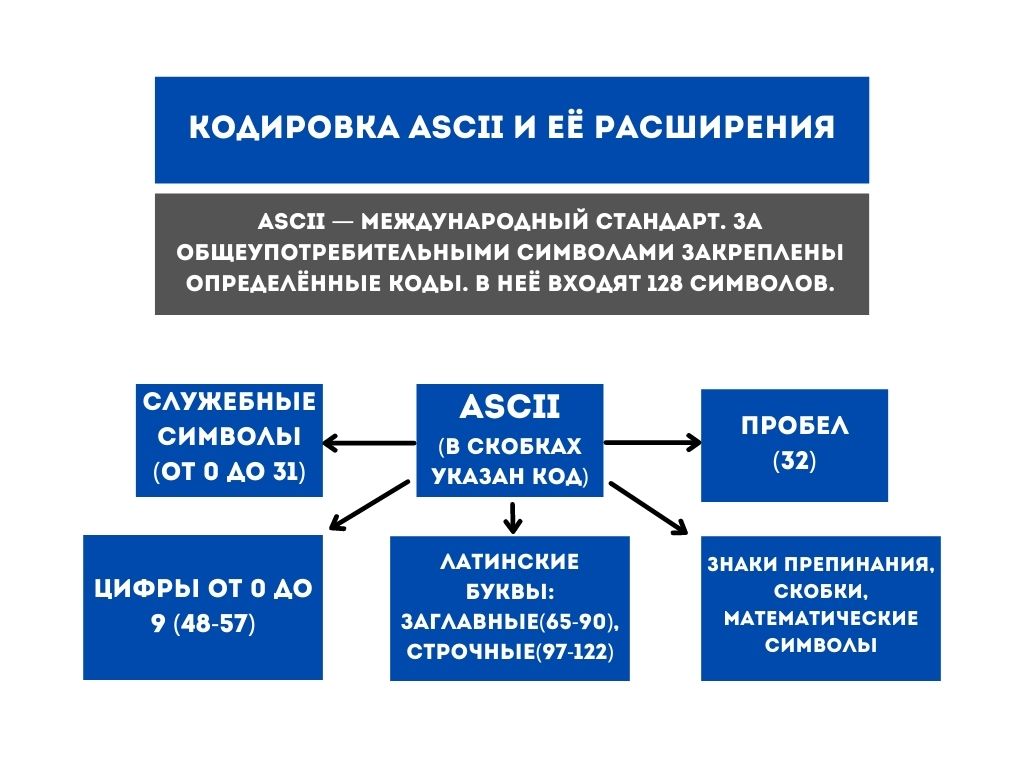 КОДИРОВКА ASCII И ЕЁ РАСШИРЕНИЯ
ASCII — МЕЖДУНАРОДНЫЙ СТАНДАРТ. ЗА
ОБЩЕУПОТРЕБИТЕЛЬНЫМИ СИМВОЛАМИ ЗАКРЕПЛЕНЫ
ОПРЕДЕЛЁННЫЕ КОДЫ. В НЕЁ ВХОДЯТ 128 СИМВОЛОВ.
СЛУЖЕБНЫЕ
СИМВОЛЫ
(ОТ 0 ДО 31)
ASCII
(В СКОБКАХ
УКАЗАН КОД)
ПРОБЕЛ
(32)
ЦИФРЫ ОТ 0 ДО
9 (48-57)
ЛАТИНСКИЕ
БУКВЫ:
ЗАГЛАВНЫЕ(65-90),
СТРОЧНЫЕ(97-122)
ЗНАКИ ПРЕПИНАНИЯ,
СКОБКИ,
МАТЕМАТИЧЕСКИЕ
СИМВОЛЫ